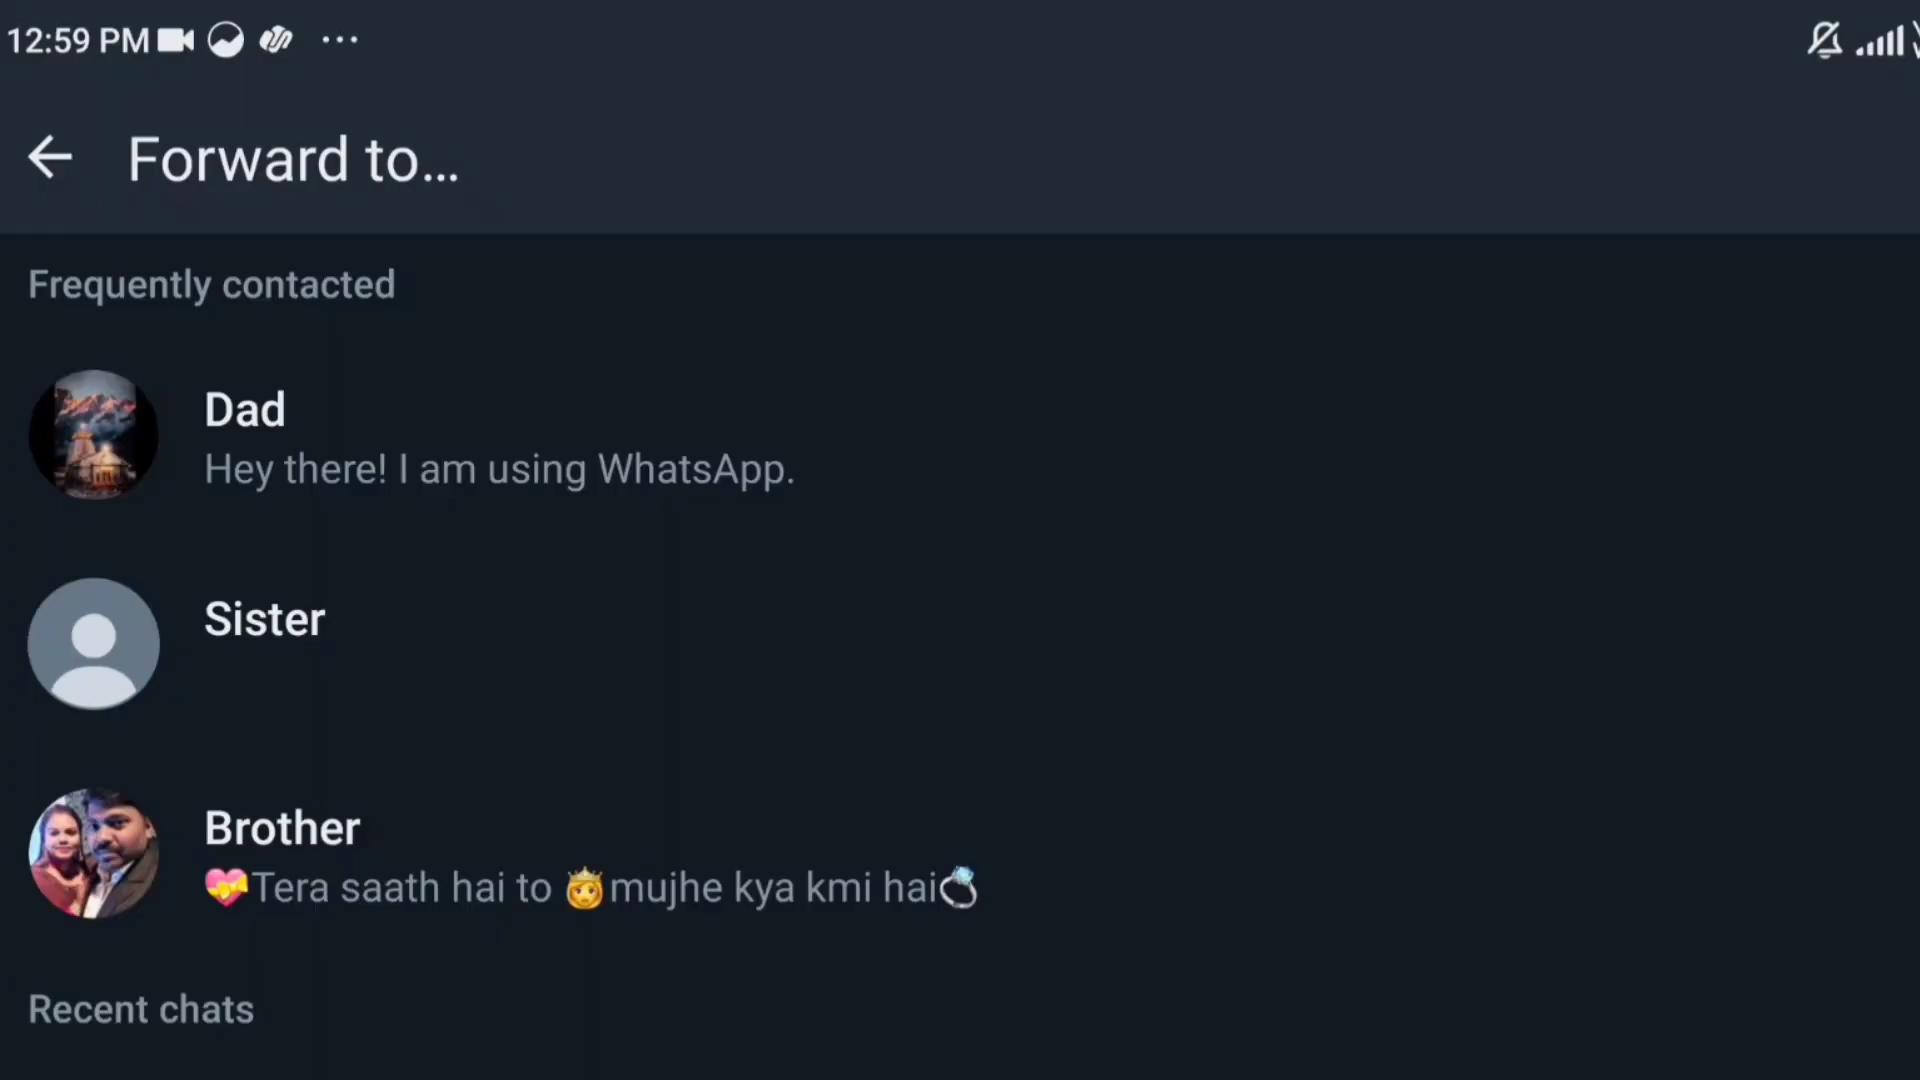 12:59 PM
Forward to...
Frequently contacted
Dad
Hey there! I am using WhatsApp.
Sister
Brother
💝Tera saath hai to 👸mujhe kya kmi hai💍
Recent chats